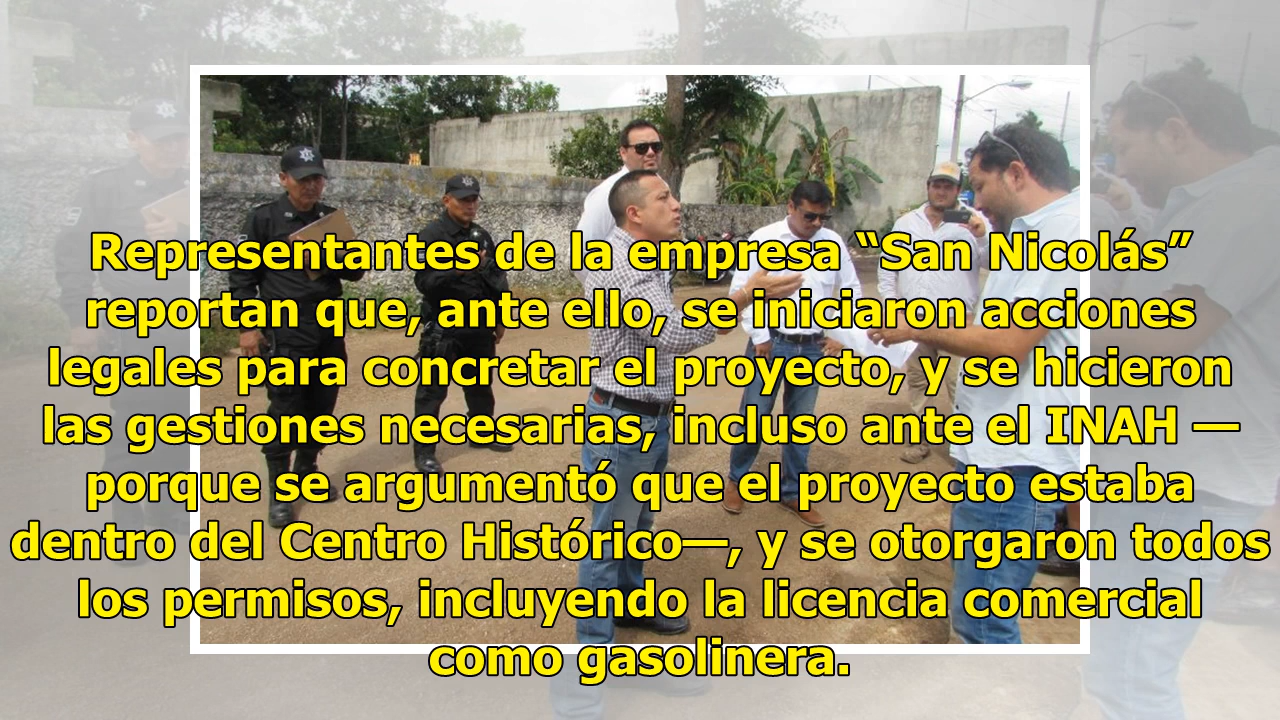 Representantes de la empresa “San Nicolás”
reportan que, ante ello, se iniciaron acciones
legales para concretar el proyecto, y se hicieron
las gestiones necesarias, incluso ante el INAH —
porque se argumentó que el proyecto estaba
dentro del Centro Histórico—, y se otorgaron todos
los permisos, incluyendo la licencia comercial
como gasolinera.